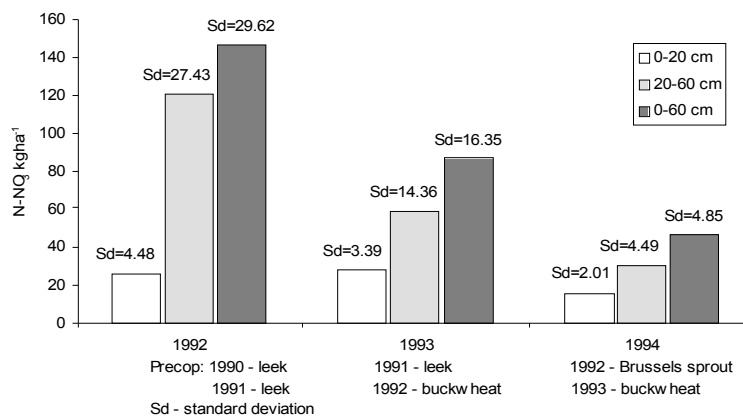 160
140
120
100
80
60
40
20
0
N-NO3 kgha-1
Sd=4.48
Sd=27.43
Sd=29.62
Sd=3.39
Sd=14.36
Sd=16.35
Sd=2.01
Sd=4.49
Sd=4.85
0-20 cm
20-60 cm
0-60 cm
1992 1993 1994
Precop: 1990 - leek 1991 - leek 1992 - Brussels sprout
1991 - leek 1992 - buckw heat 1993 - buckw heat
Sd - standard deviation